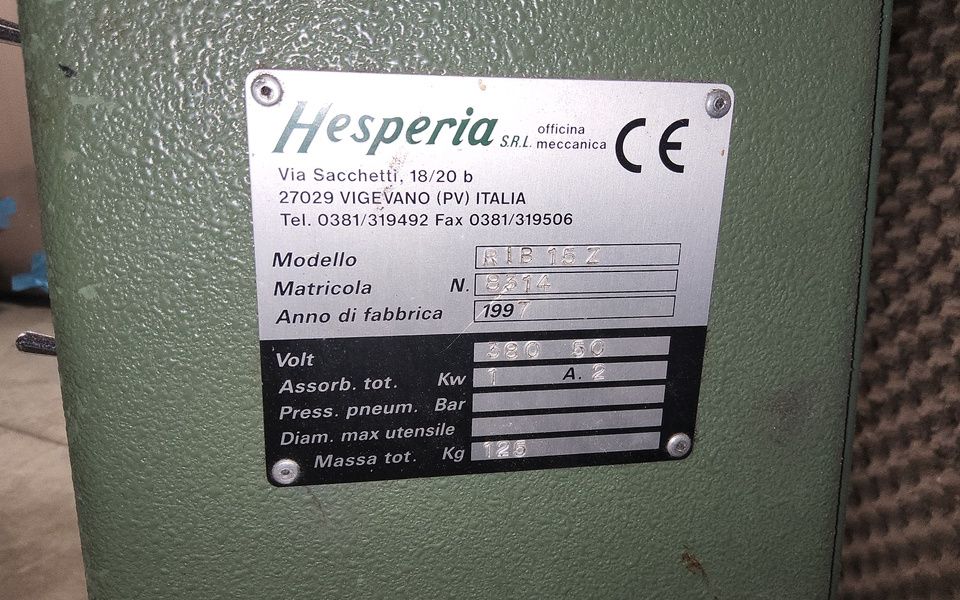 Hesperia S.R.L. officina meccanica CE
Via Sacchetti, 18/20 b
27029 VIGEVANO (PV) ITALIA
Tel. 0381/319492 Fax 0381/319506
Modello RIB 15 Z
Matricola N. 8314
Anno di fabbrica 1997
Volt 380 50
Assorb. tot. Kw 1 A. 2
Press. pneum. Bar
Diam. max utensile
Massa tot. Kg 125